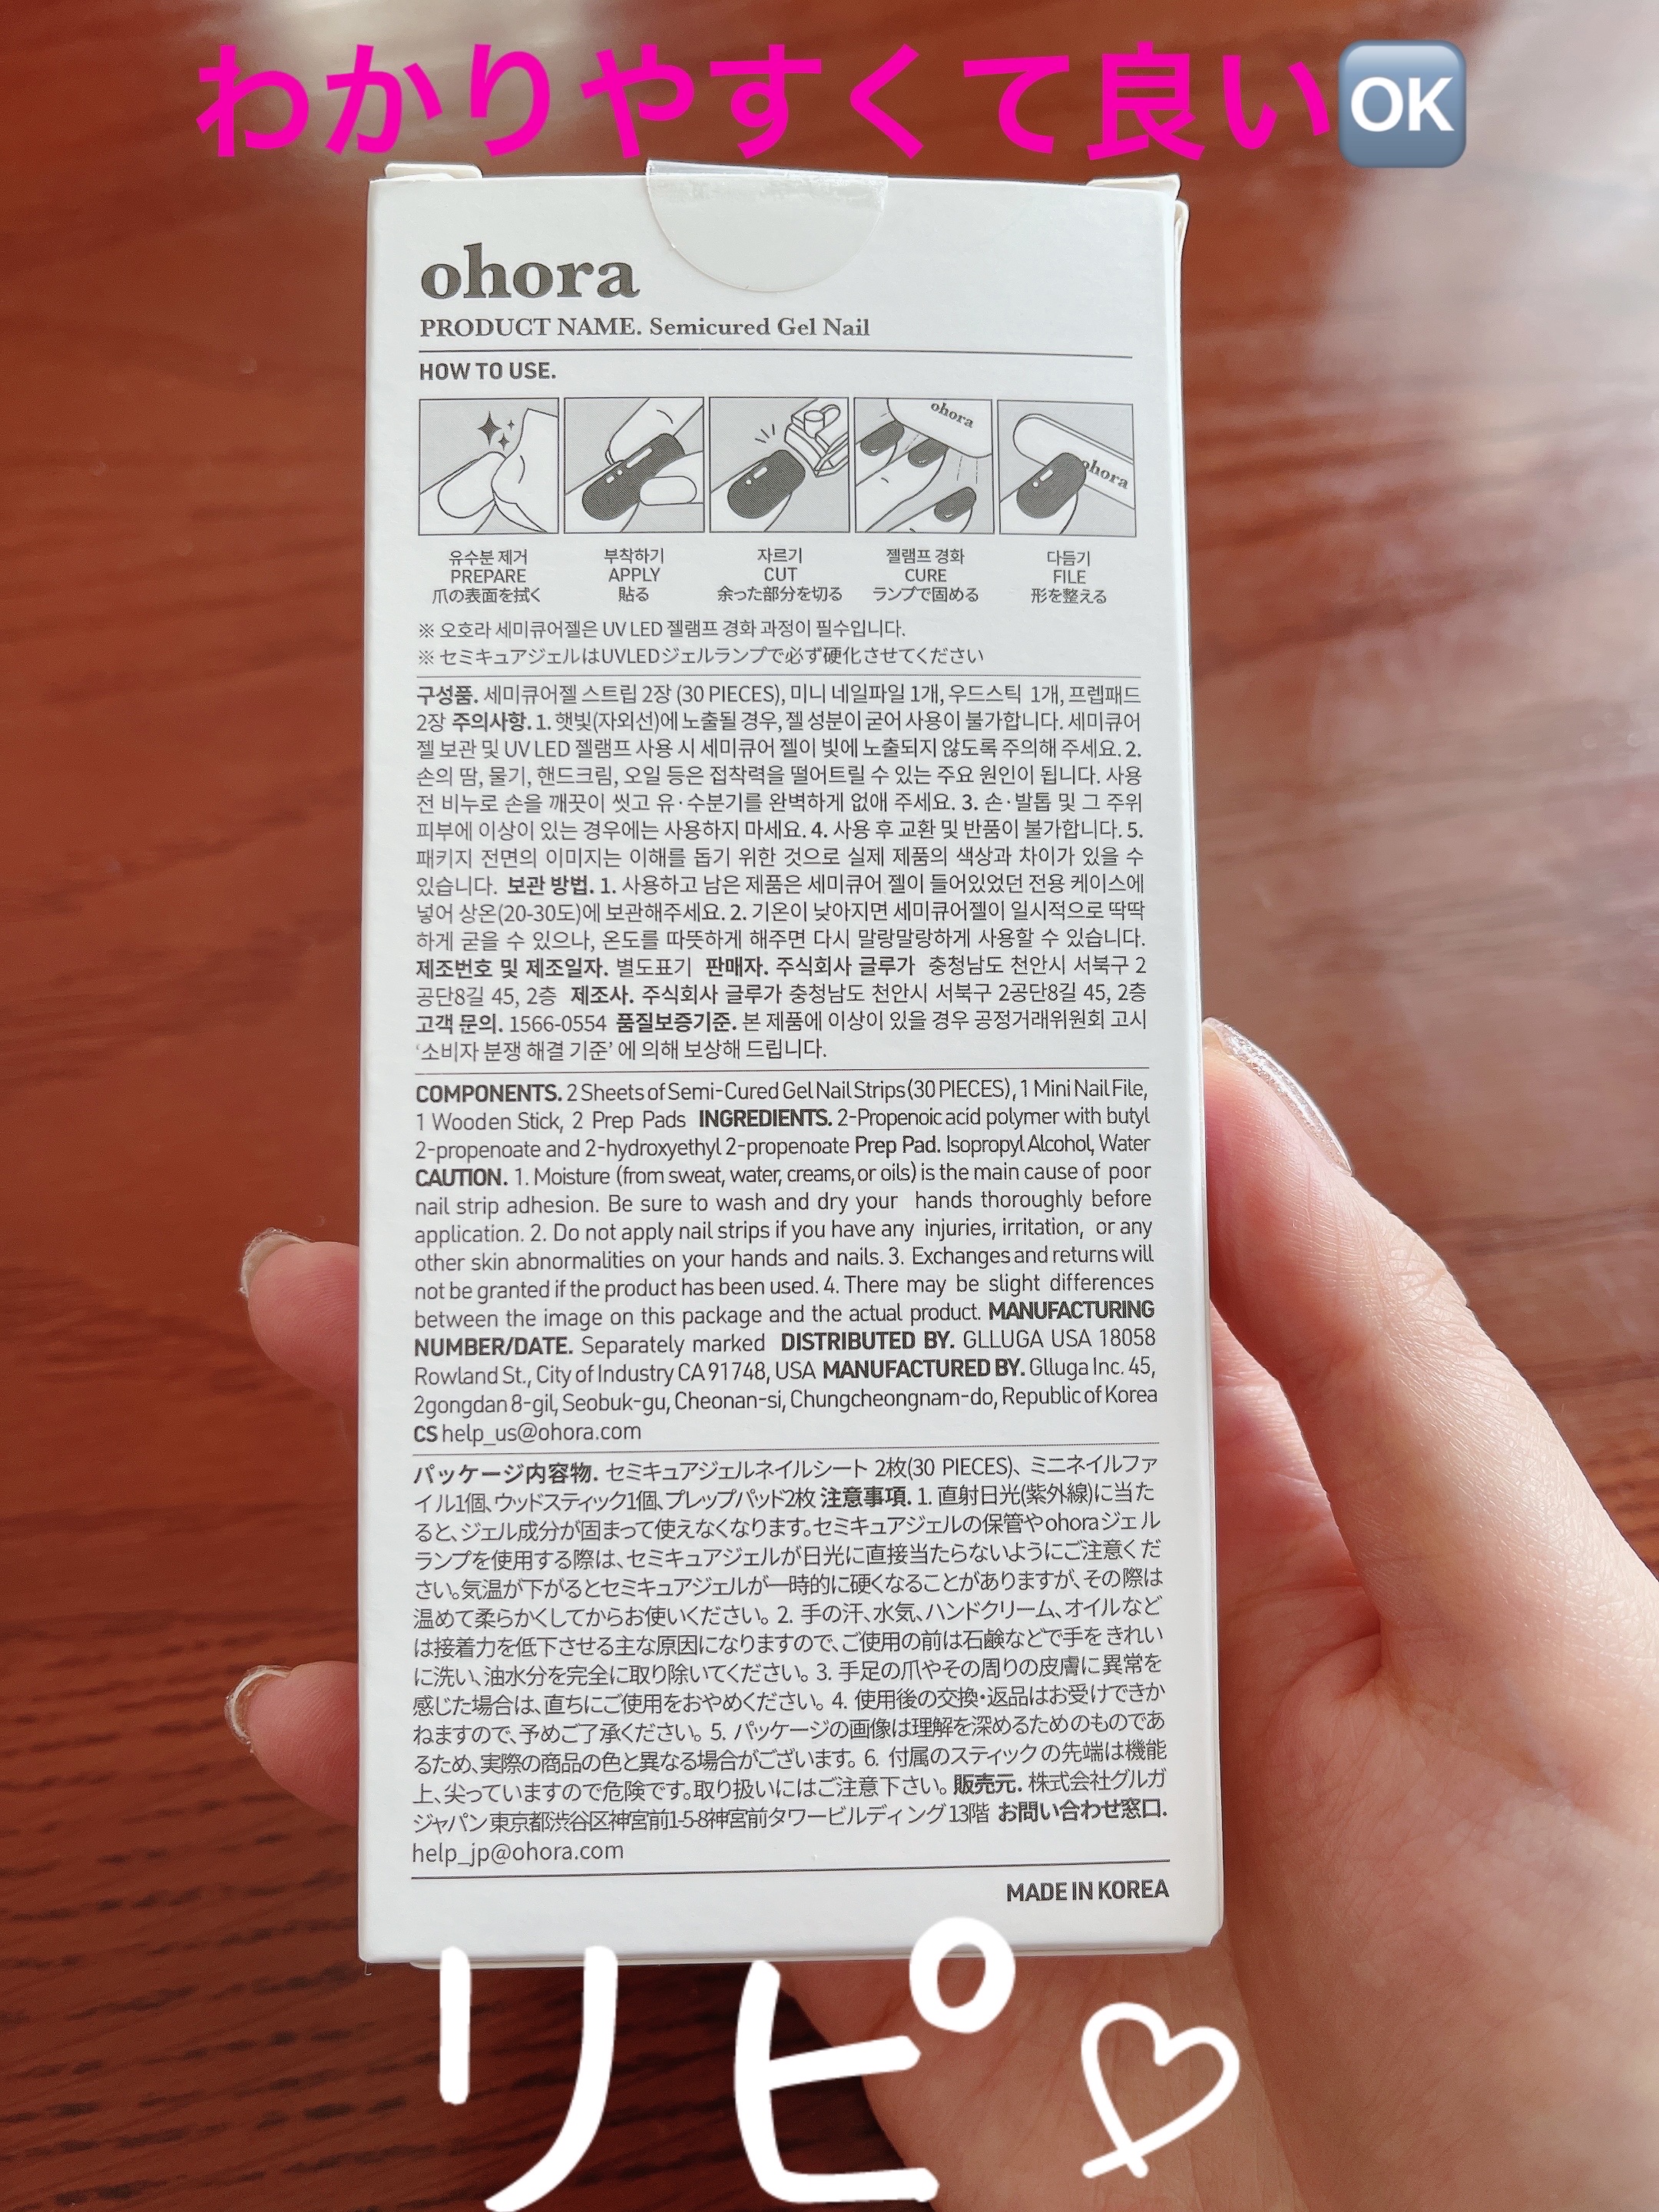 わかりやすくて良い🆗
ohora
PRODUCT NAME. Semicured Gel Nail
HOW TO USE.
ohora
ohora
유수분 제거
PREPARE
爪の表面を拭く
부착하기
APPLY
貼る
자르기
CUT
余った部分を切る
젤램프 경화
CURE
ランプで固める
다듬기
FILE
形を整える
※ 오호라 세미큐어젤은 UV LED 젤램프 경화 과정이 필수입니다.
※ セミキュアジェルはUVLEDジェルランプで必ず硬化させてください
구성품. 세미큐어젤 스트립 2장 (30 PIECES), 미니 네일파일 1개, 우드스틱 1개, 프렙패드
2장 주의사항. 1. 햇빛(자외선)에 노출될 경우, 젤 성분이 굳어 사용이 불가합니다. 세미큐어
젤 보관 및 UV LED 젤램프 사용 시 세미큐어 젤이 빛에 노출되지 않도록 주의해 주세요. 2.
손의 땀, 물기, 핸드크림, 오일 등은 접착력을 떨어트릴 수 있는 주요 원인이 됩니다. 사용
전 비누로 손을 깨끗이 씻고 유·수분기를 완벽하게 없애 주세요. 3. 손·발톱 및 그 주위
피부에 이상이 있는 경우에는 사용하지 마세요. 4. 사용 후 교환 및 반품이 불가합니다. 5.
패키지 전면의 이미지는 이해를 돕기 위한 것으로 실제 제품의 색상과 차이가 있을 수
있습니다. 보관 방법. 1. 사용하고 남은 제품은 세미큐어 젤이 들어있었던 전용 케이스에
넣어 상온(20-30도)에 보관해주세요. 2. 기온이 낮아지면 세미큐어젤이 일시적으로 딱딱
하게 굳을 수 있으나, 온도를 따뜻하게 해주면 다시 말랑말랑하게 사용할 수 있습니다.
제조번호 및 제조일자. 별도표기 판매자. 주식회사 글루가 충청남도 천안시 서북구 2
공단8길 45, 2층 제조사. 주식회사 글루가 충청남도 천안시 서북구 2공단8길 45, 2층
고객 문의. 1566-0554 품질보증기준. 본 제품에 이상이 있을 경우 공정거래위원회 고시
‘소비자 분쟁 해결 기준’ 에 의해 보상해 드립니다.
COMPONENTS. 2 Sheets of Semi-Cured Gel Nail Strips (30 PIECES), 1 Mini Nail File,
1 Wooden Stick, 2 Prep Pads INGREDIENTS. 2-Propenoic acid polymer with butyl
2-propenoate and 2-hydroxyethyl 2-propenoate Prep Pad. Isopropyl Alcohol, Water
CAUTION. 1. Moisture (from sweat, water, creams, or oils) is the main cause of poor
nail strip adhesion. Be sure to wash and dry your hands thoroughly before
application. 2. Do not apply nail strips if you have any injuries, irritation, or any
other skin abnormalities on your hands and nails. 3. Exchanges and returns will
not be granted if the product has been used. 4. There may be slight differences
between the image on this package and the actual product. MANUFACTURING
NUMBER/DATE. Separately marked DISTRIBUTED BY. GLLUGA USA 18058
Rowland St., City of Industry CA 91748, USA MANUFACTURED BY. Glluga Inc. 45,
2gongdan 8-gil, Seobuk-gu, Cheonan-si, Chungcheongnam-do, Republic of Korea
CS help_us@ohora.com
パッケージ内容物. セミキュアジェルネイルシート 2枚(30 PIECES)、ミニネイルファ
イル1個、ウッドスティック1個、プレップパッド2枚 注意事項. 1. 直射日光(紫外線)に当た
ると、ジェル成分が固まって使えなくなります。セミキュアジェルの保管やohoraジェル
ランプを使用する際は、セミキュアジェルが日光に直接当たらないようにご注意くだ
さい。気温が下がるとセミキュアジェルが一時的に硬くなることがありますが、その際は
温めて柔らかくしてからお使いください。 2. 手の汗、水気、ハンドクリーム、オイルなど
は接着力を低下させる主な原因になりますので、ご使用の前は石鹸などで手をきれい
に洗い、油水分を完全に取り除いてください。 3. 手足の爪やその周りの皮膚に異常を
感じた場合は、直ちにご使用をおやめください。 4. 使用後の交換・返品はお受けできか
ねますので、予めご了承ください。 5. パッケージの画像は理解を深めるためのものであ
るため、実際の商品の色と異なる場合がございます。 6. 付属のスティックの先端は機能
上、尖っていますので危険です。取り扱いにはご注意下さい。 販売元. 株式会社グルガ
ジャパン 東京都渋谷区神宮前1-5-8神宮前タワービルディング 13階 お問い合わせ窓口.
help_jp@ohora.com
MADE IN KOREA
リピ♡